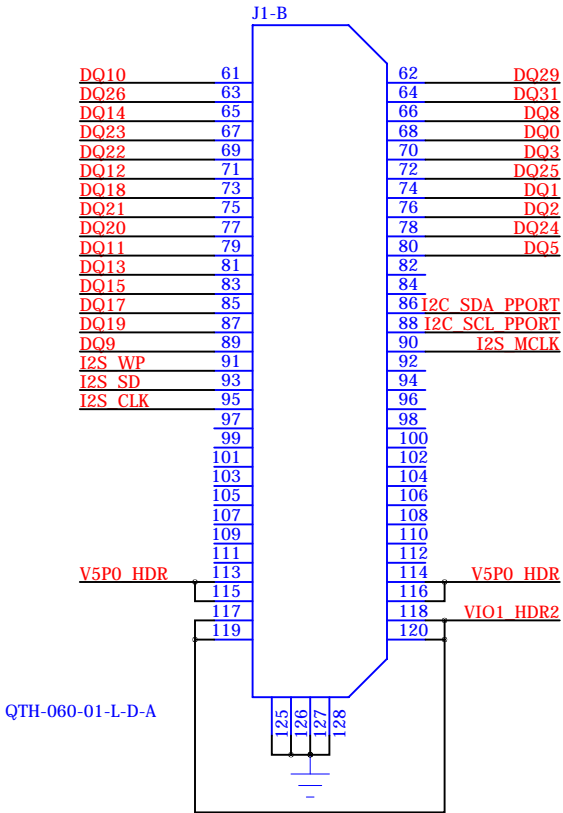 J1-B
DQ10 61 62 DQ29
DQ26 63 64 DQ31
DQ14 65 66 DQ8
DQ23 67 68 DQ0
DQ22 69 70 DQ3
DQ12 71 72 DQ25
DQ18 73 74 DQ1
DQ21 75 76 DQ2
DQ20 77 78 DQ24
DQ11 79 80 DQ5
DQ13 81 82
DQ15 83 84
DQ17 85 86 I2C_SDA_PPORT
DQ19 87 88 I2C_SCL_PPORT
DQ9 89 90 I2S_MCLK
I2S_WP 91 92
I2S_SD 93 94
I2S_CLK 95 96
97 98
99 100
101 102
103 104
105 106
107 108
109 110
111 112
V5P0_HDR 113 114 V5P0_HDR
115 116
117 118 VIO1_HDR2
119 120
QTH-060-01-L-D-A
125 126 127 128